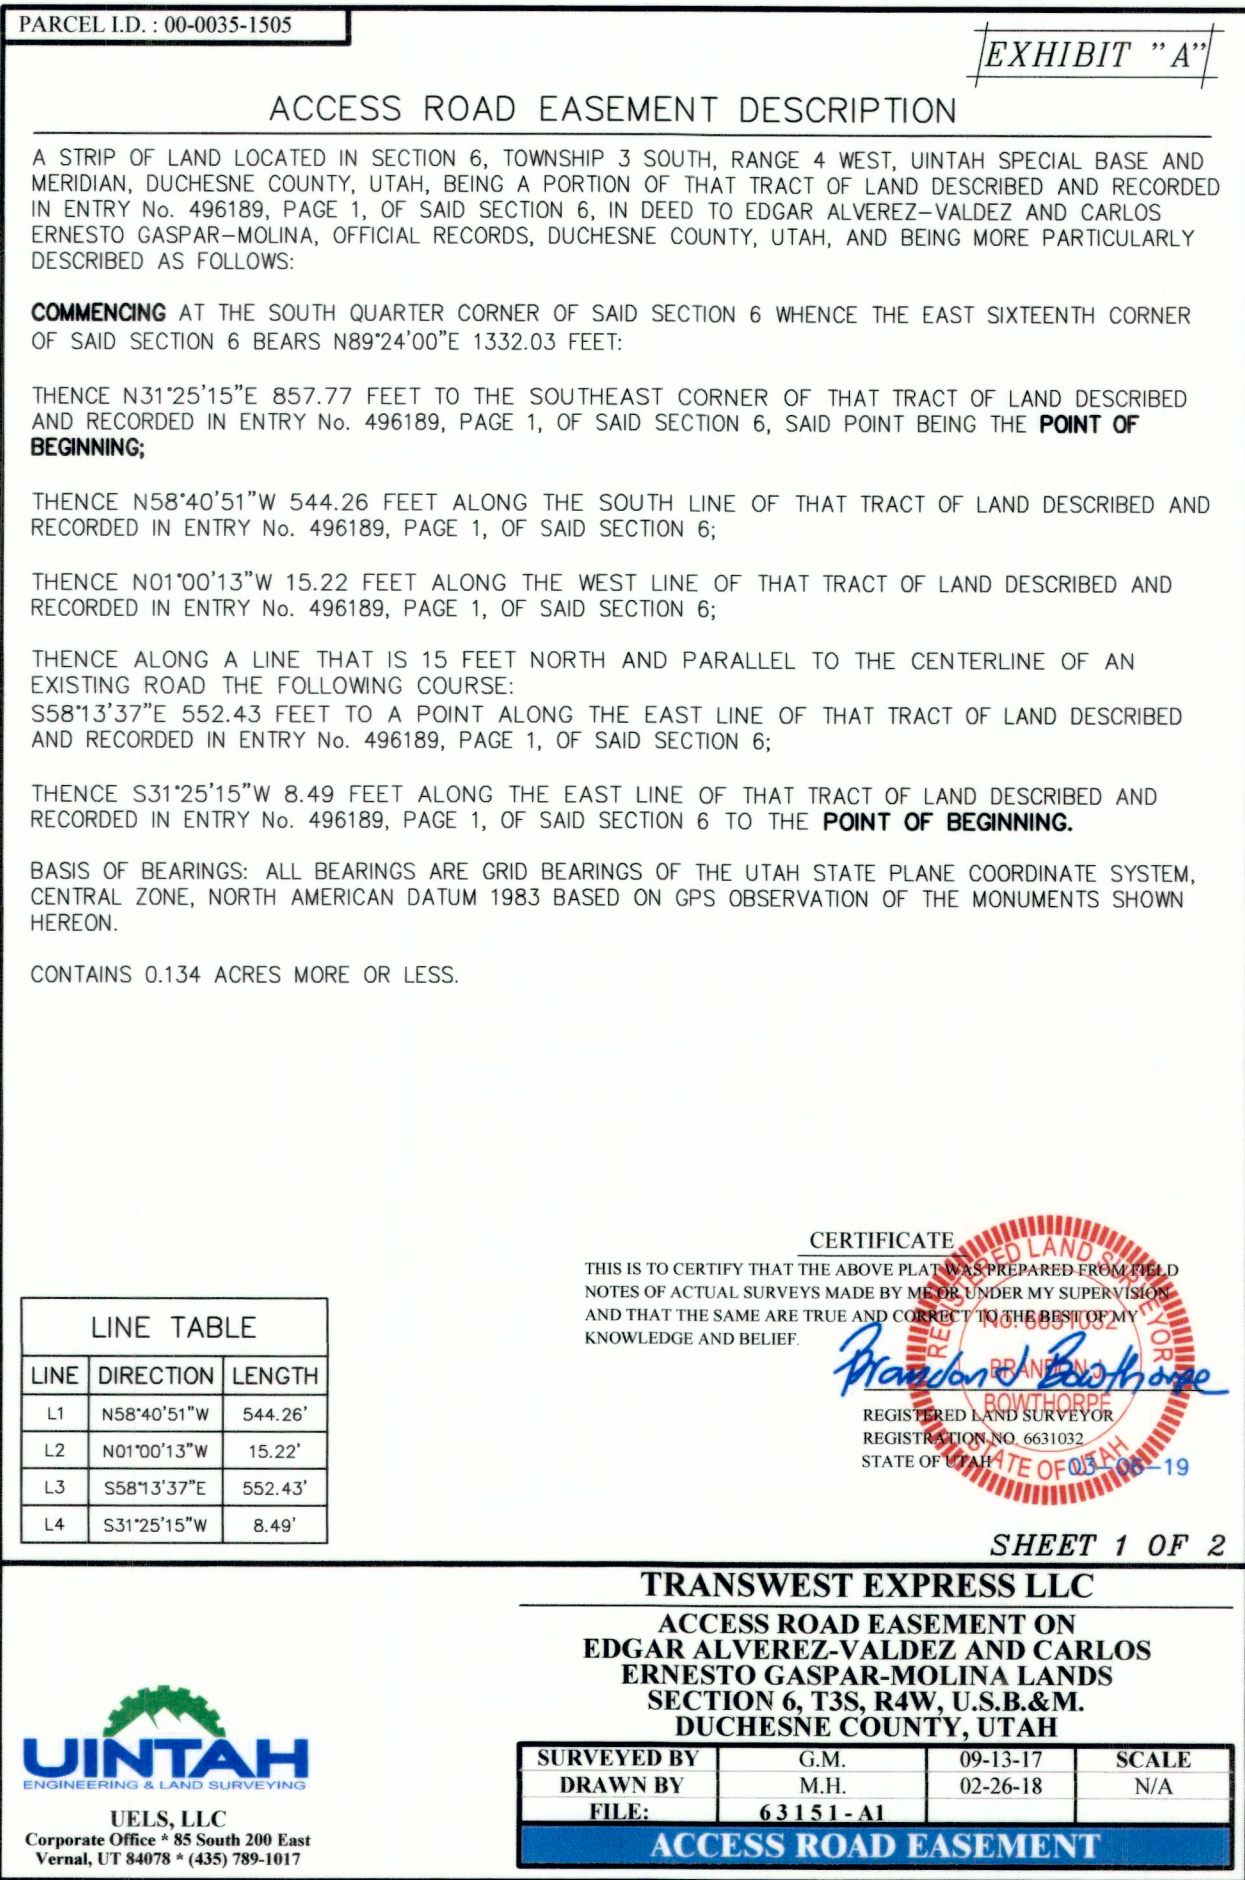 PARCEL I.D. : 00-0035-1505
EXHIBIT "A"
ACCESS ROAD EASEMENT DESCRIPTION
A STRIP OF LAND LOCATED IN SECTION 6, TOWNSHIP 3 SOUTH, RANGE 4 WEST, UINTAH SPECIAL BASE AND
MERIDIAN, DUCHESNE COUNTY, UTAH, BEING A PORTION OF THAT TRACT OF LAND DESCRIBED AND RECORDED
IN ENTRY No. 496189, PAGE 1, OF SAID SECTION 6, IN DEED TO EDGAR ALVEREZ-VALDEZ AND CARLOS
ERNESTO GASPAR-MOLINA, OFFICIAL RECORDS, DUCHESNE COUNTY, UTAH, AND BEING MORE PARTICULARLY
DESCRIBED AS FOLLOWS:
COMMENCING AT THE SOUTH QUARTER CORNER OF SAID SECTION 6 WHENCE THE EAST SIXTEENTH CORNER
OF SAID SECTION 6 BEARS N89°24'00"E 1332.03 FEET:
THENCE N31°25'15"E 857.77 FEET TO THE SOUTHEAST CORNER OF THAT TRACT OF LAND DESCRIBED
AND RECORDED IN ENTRY No. 496189, PAGE 1, OF SAID SECTION 6, SAID POINT BEING THE POINT OF
BEGINNING;
THENCE N58°40'51"W 544.26 FEET ALONG THE SOUTH LINE OF THAT TRACT OF LAND DESCRIBED AND
RECORDED IN ENTRY No. 496189, PAGE 1, OF SAID SECTION 6;
THENCE N01°00'13"W 15.22 FEET ALONG THE WEST LINE OF THAT TRACT OF LAND DESCRIBED AND
RECORDED IN ENTRY No. 496189, PAGE 1, OF SAID SECTION 6;
THENCE ALONG A LINE THAT IS 15 FEET NORTH AND PARALLEL TO THE CENTERLINE OF AN
EXISTING ROAD THE FOLLOWING COURSE:
S58°13'37"E 552.43 FEET TO A POINT ALONG THE EAST LINE OF THAT TRACT OF LAND DESCRIBED
AND RECORDED IN ENTRY No. 496189, PAGE 1, OF SAID SECTION 6;
THENCE S31°25'15"W 8.49 FEET ALONG THE EAST LINE OF THAT TRACT OF LAND DESCRIBED AND
RECORDED IN ENTRY No. 496189, PAGE 1, OF SAID SECTION 6 TO THE POINT OF BEGINNING.
BASIS OF BEARINGS: ALL BEARINGS ARE GRID BEARINGS OF THE UTAH STATE PLANE COORDINATE SYSTEM,
CENTRAL ZONE, NORTH AMERICAN DATUM 1983 BASED ON GPS OBSERVATION OF THE MONUMENTS SHOWN
HEREON.
CONTAINS 0.134 ACRES MORE OR LESS.
CERTIFICATE
THIS IS TO CERTIFY THAT THE ABOVE PLAT WAS PREPARED FROM FIELD
NOTES OF ACTUAL SURVEYS MADE BY ME OR UNDER MY SUPERVISION
AND THAT THE SAME ARE TRUE AND CORRECT TO THE BEST OF MY
KNOWLEDGE AND BELIEF.
Brandon J Bowthorpe
REGISTERED LAND SURVEYOR
REGISTRATION NO. 6631032
STATE OF UTAH
REGISTERED LAND SURVEYOR
No. 6631032
BRANDON J.
BOWTHORPE
STATE OF UTAH
03-06-19
LINE TABLE
LINE DIRECTION LENGTH
L1 N58°40'51"W 544.26'
L2 N01°00'13"W 15.22'
L3 S58°13'37"E 552.43'
L4 S31°25'15"W 8.49'
SHEET 1 OF 2
TRANSWEST EXPRESS LLC
ACCESS ROAD EASEMENT ON
EDGAR ALVEREZ-VALDEZ AND CARLOS
ERNESTO GASPAR-MOLINA LANDS
SECTION 6, T3S, R4W, U.S.B.&M.
DUCHESNE COUNTY, UTAH
SURVEYED BY G.M. 09-13-17 SCALE
DRAWN BY M.H. 02-26-18 N/A
FILE: 63151-A1
ACCESS ROAD EASEMENT
UINTAH
ENGINEERING & LAND SURVEYING
UELS, LLC
Corporate Office * 85 South 200 East
Vernal, UT 84078 * (435) 789-1017